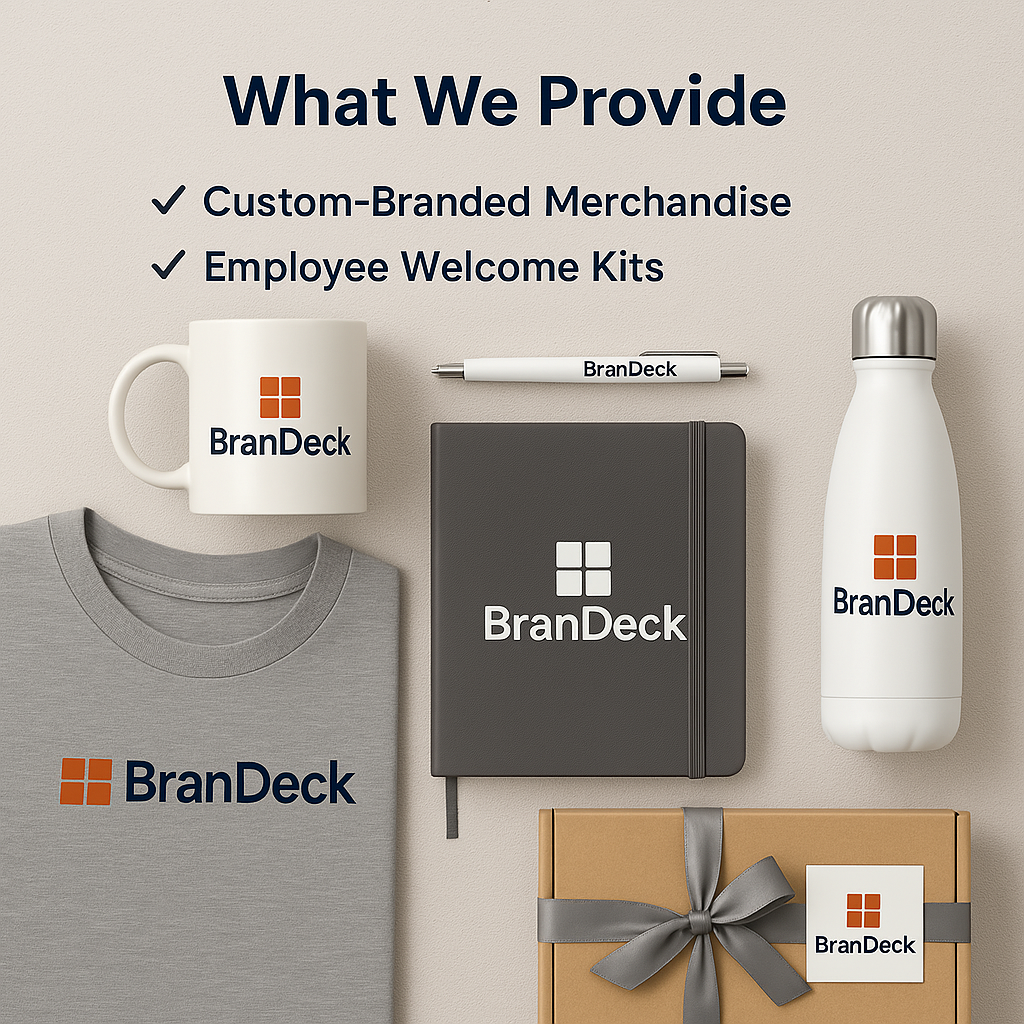 What We Provide
✓ Custom-Branded Merchandise
✓ Employee Welcome Kits
BranDeck
BranDeck
BranDeck
BranDeck
BranDeck
BranDeck